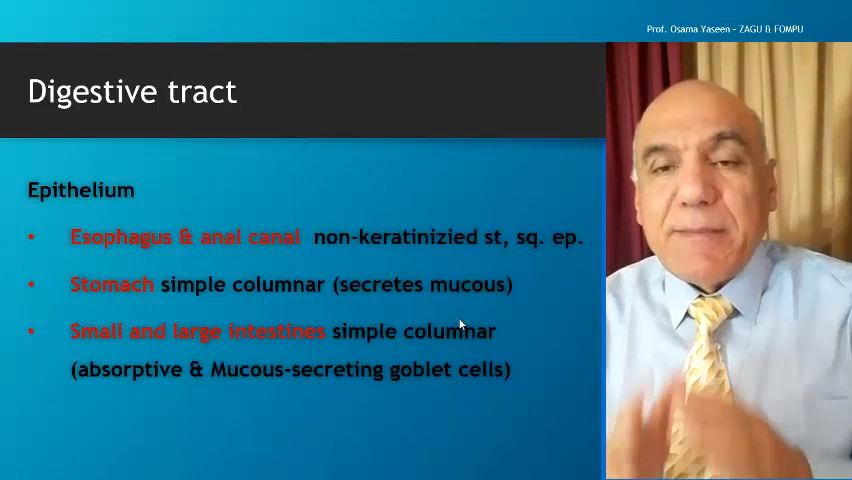 Prof. Osama Yaseen - ZAGU & FOMPU
Digestive tract
Epithelium
• Esophagus & anal canal non-keratinizied st, sq. ep.
• Stomach simple columnar (secretes mucous)
• Small and large intestines simple columnar
(absorptive & Mucous-secreting goblet cells)